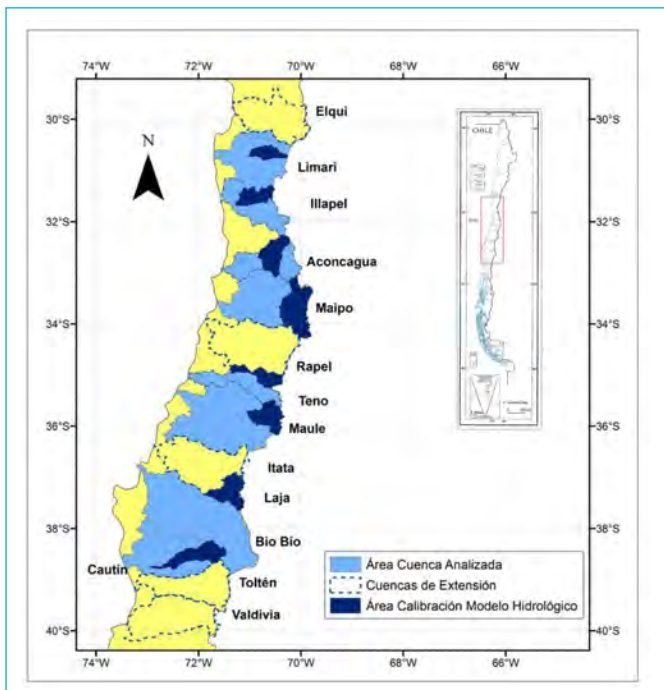 74°W 72°W 70°W 68°W 66°W
30°S
30°S
Elqui
CHILE
N
Limari
Illapel
32°S
32°S
Aconcagua
Maipo
34°S
34°S
Rapel
Teno
Maule
36°S
36°S
Itata
Laja
38°S
38°S
Bio Bío
Cautín
Toltén
Valdivia
Área Cuenca Analizada
Cuencas de Extensión
Área Calibración Modelo Hidrológico
40°S
40°S
74°W 72°W 70°W 68°W 66°W